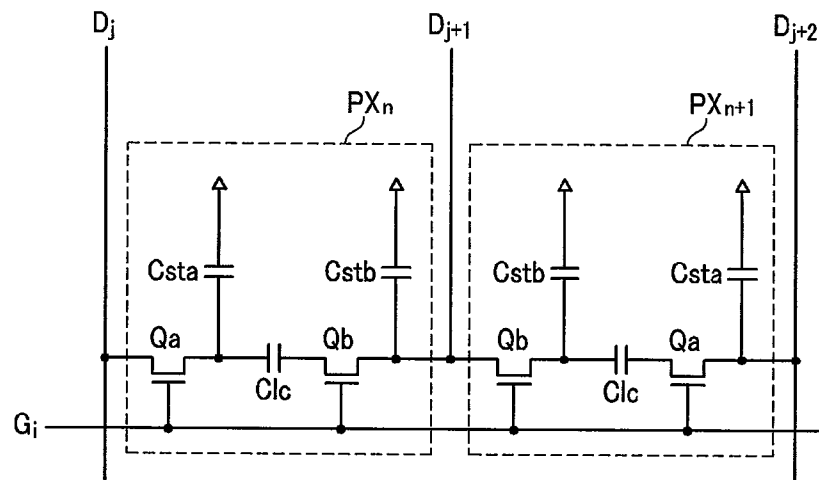 Dj Dj+1 Dj+2
PXn PXn+1
Csta Cstb Cstb Csta
Qa Qb Qb Qa
Clc Clc
Gi